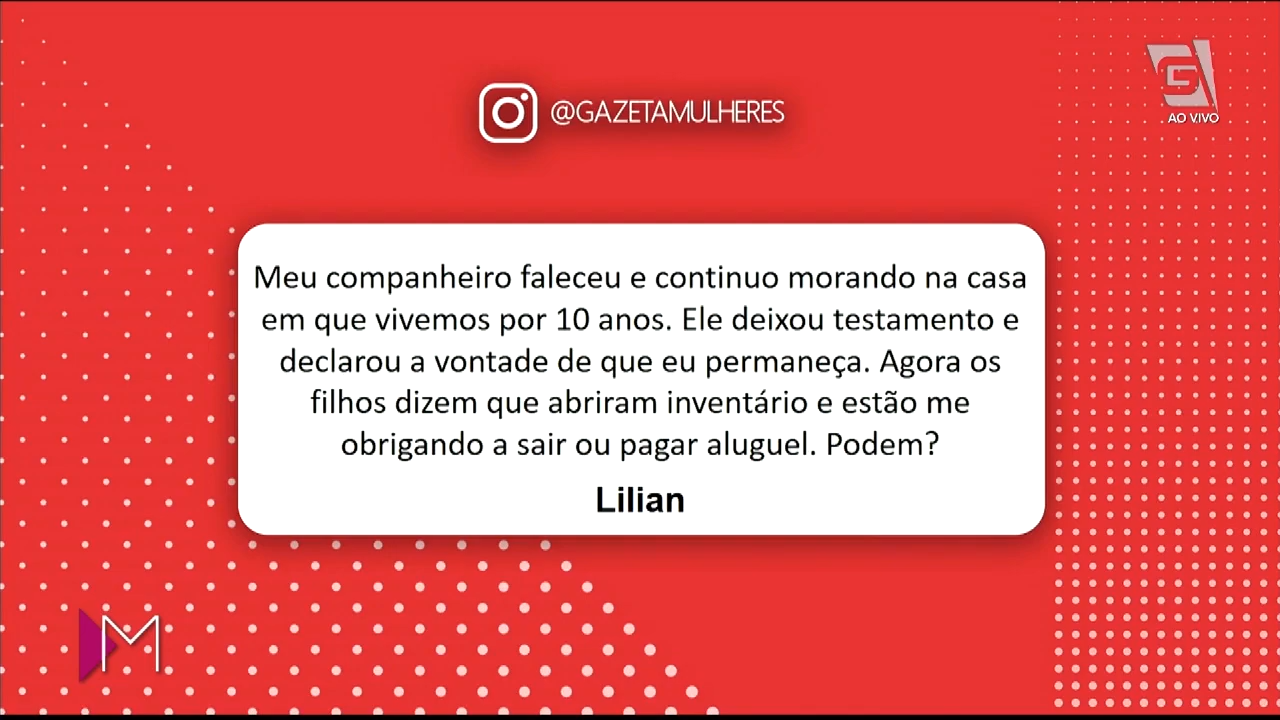 @GAZETAMULHERES
G
AO VIVO
Meu companheiro faleceu e continuo morando na casa
em que vivemos por 10 anos. Ele deixou testamento e
declarou a vontade de que eu permaneça. Agora os
filhos dizem que abriram inventário e estão me
obrigando a sair ou pagar aluguel. Podem?
Lilian
M